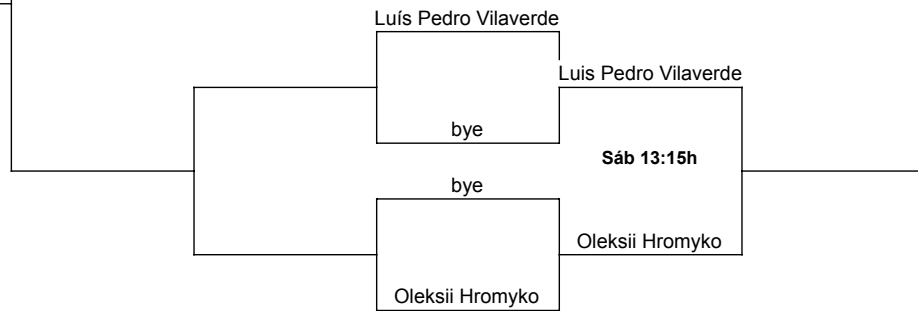 Luís Pedro Vilaverde
Luis Pedro Vilaverde
bye
Sáb 13:15h
bye
Oleksii Hromyko
Oleksii Hromyko